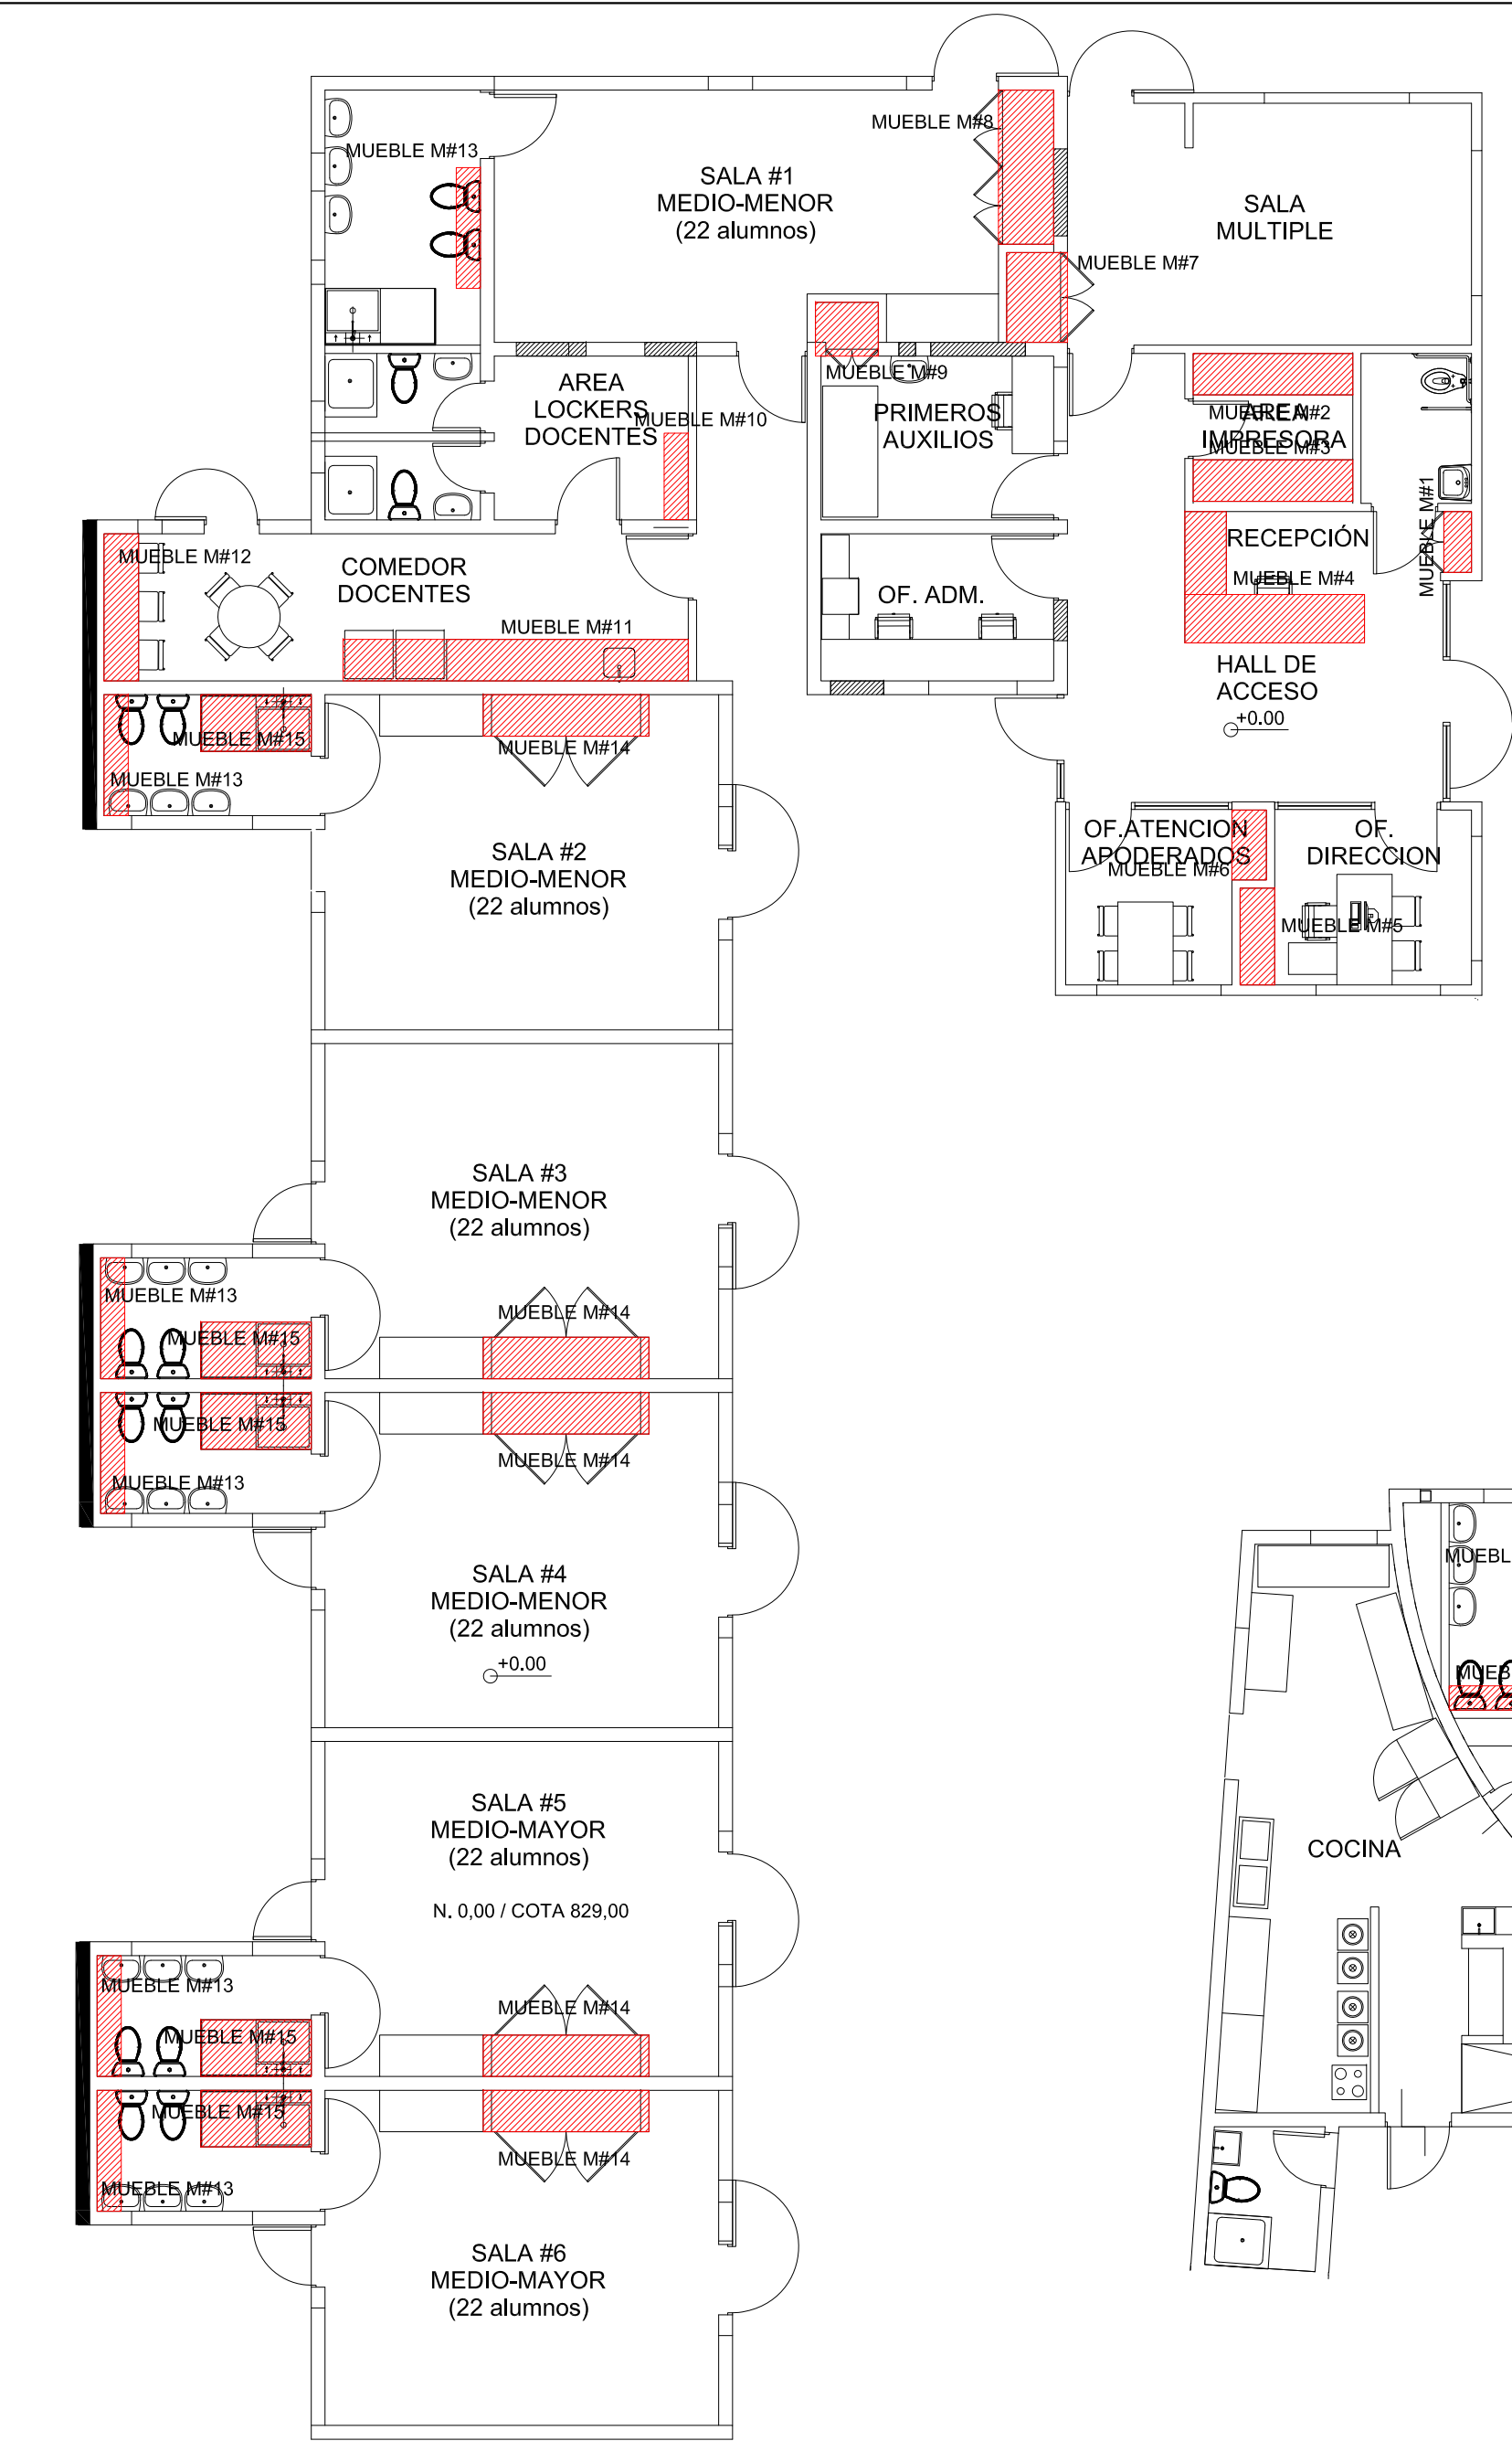 MUEBLE M#8
MUEBLE M#13
SALA #1
MEDIO-MENOR
(22 alumnos)
SALA
MULTIPLE
MUEBLE M#7
MUEBLE M#9
AREA
LOCKERS
DOCENTES
MUEBLE M#10
PRIMEROS
AUXILIOS
MUEBLE M#2
AREA
IMPRESORA
MUEBLE M#3
MUEBLE M#1
RECEPCIÓN
MUEBLE M#4
MUEBLE M#12
COMEDOR
DOCENTES
OF. ADM.
MUEBLE M#11
HALL DE
ACCESO
+0.00
MUEBLE M#15
MUEBLE M#14
MUEBLE M#13
OF.ATENCION
APODERADOS
MUEBLE M#6
OF.
DIRECCION
MUEBLE M#5
SALA #2
MEDIO-MENOR
(22 alumnos)
SALA #3
MEDIO-MENOR
(22 alumnos)
MUEBLE M#13
MUEBLE M#14
MUEBLE M#15
MUEBLE M#15
MUEBLE M#14
MUEBLE M#13
SALA #4
MEDIO-MENOR
(22 alumnos)
+0.00
MUEBL
MUEB
SALA #5
MEDIO-MAYOR
(22 alumnos)
N. 0,00 / COTA 829,00
COCINA
MUEBLE M#13
MUEBLE M#14
MUEBLE M#15
MUEBLE M#15
MUEBLE M#14
MUEBLE M#13
SALA #6
MEDIO-MAYOR
(22 alumnos)